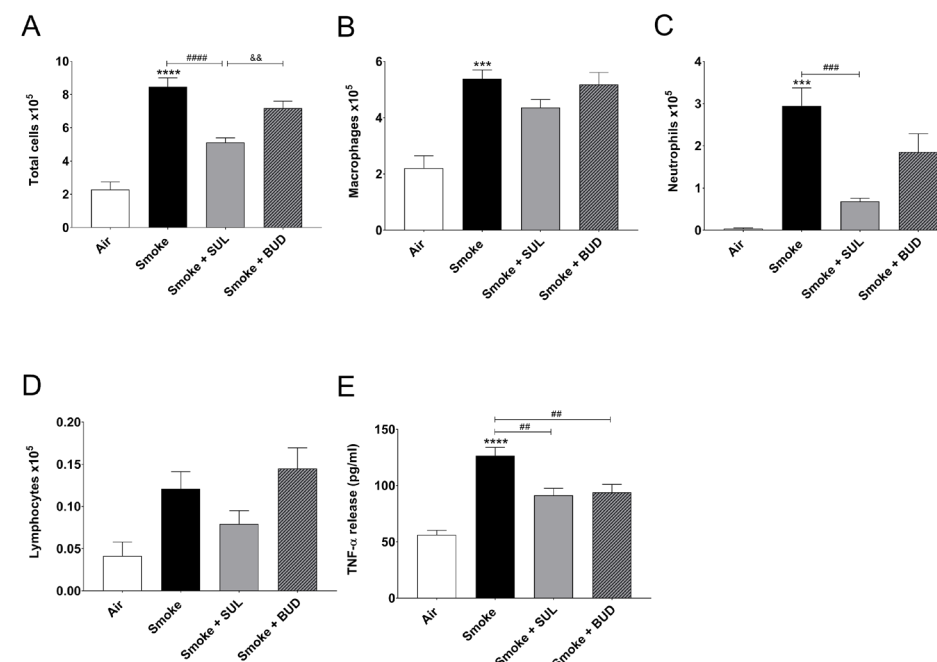 A
Total cells x10⁵
10
8
6
4
2
0
****
####
&&
Air
Smoke
Smoke + SUL
Smoke + BUD
B
Macrophages x10⁵
6
4
2
0
***
Air
Smoke
Smoke + SUL
Smoke + BUD
C
Neutrophils x10⁵
4
3
2
1
0
***
###
Air
Smoke
Smoke + SUL
Smoke + BUD
D
Lymphocytes x10⁵
0.20
0.15
0.10
0.05
0.00
Air
Smoke
Smoke + SUL
Smoke + BUD
E
TNF-α release (pg/ml)
150
100
50
0
****
##
##
Air
Smoke
Smoke + SUL
Smoke + BUD